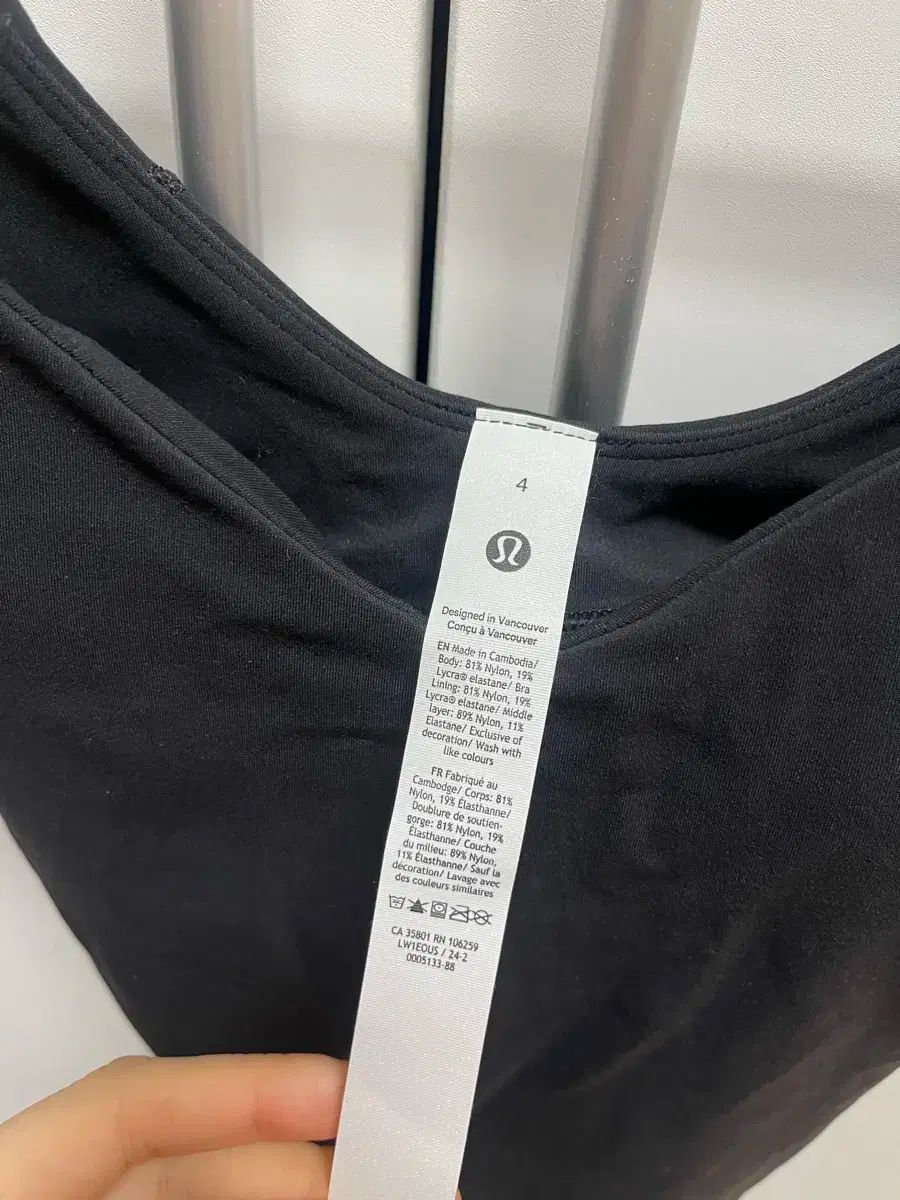 4
Designed in Vancouver
Conçu à Vancouver
EN Made in Cambodia/
Body: 81% Nylon, 19%
Lycra® elastane/ Bra
Lining: 81% Nylon, 19%
Lycra® elastane/ Middle
layer: 89% Nylon, 11%
Elastane/ Exclusive of
decoration/ Wash with
like colours
FR Fabriqué au
Cambodge/ Corps: 81%
Nylon, 19% Élasthanne/
Doublure de soutien-
gorge: 81% Nylon, 19%
Élasthanne/ Couche
du milieu: 89% Nylon,
11% Élasthanne/ Sauf la
décoration/ Lavage avec
des couleurs similaires
CA 35801 RN 106259
LW1EOUS / 24-2
0005133-88